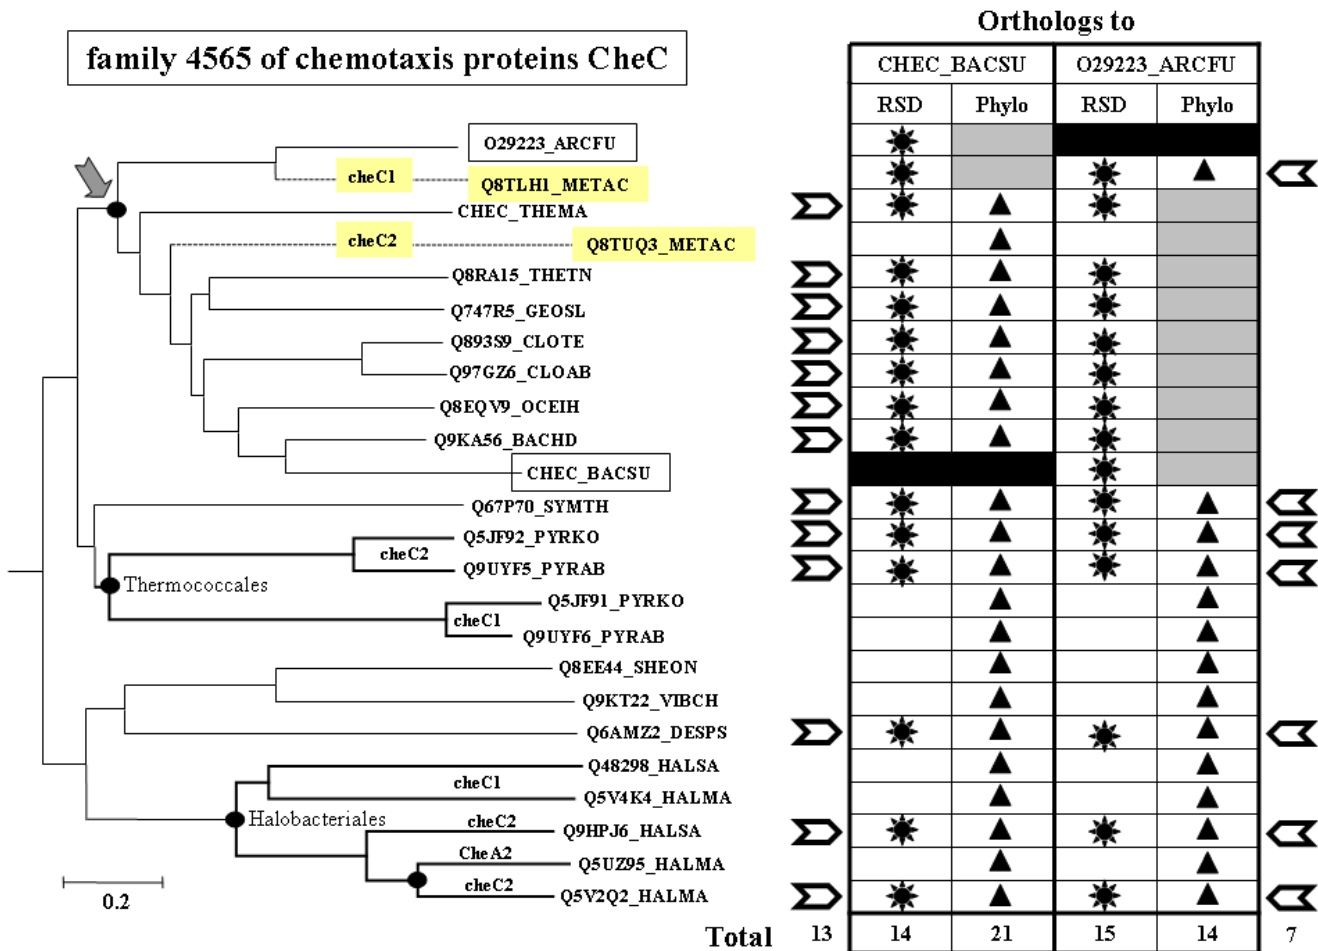 Orthologs to
family 4565 of chemotaxis proteins CheC
CHEC_BACSU O29223_ARCFU
RSD Phylo RSD Phylo
O29223_ARCFU
cheC1 Q8TLH1_METAC
CHEC_THEMA
cheC2 Q8TUQ3_METAC
Q8RA15_THETN
Q747R5_GEOSL
Q893S9_CLOTE
Q97GZ6_CLOAB
Q8EQV9_OCEIH
Q9KA56_BACHD
CHEC_BACSU
Q67P70_SYMTH
Q5JF92_PYRKO
cheC2
Q9UYF5_PYRAB
Thermococcales
Q5JF91_PYRKO
cheC1
Q9UYF6_PYRAB
Q8EE44_SHEON
Q9KT22_VIBCH
Q6AMZ2_DESPS
Q48298_HALSA
cheC1
Q5V4K4_HALMA
Halobacteriales
cheC2 Q9HPJ6_HALSA
CheA2 Q5UZ95_HALMA
cheC2 Q5V2Q2_HALMA
0.2
Total 13 14 21 15 14 7